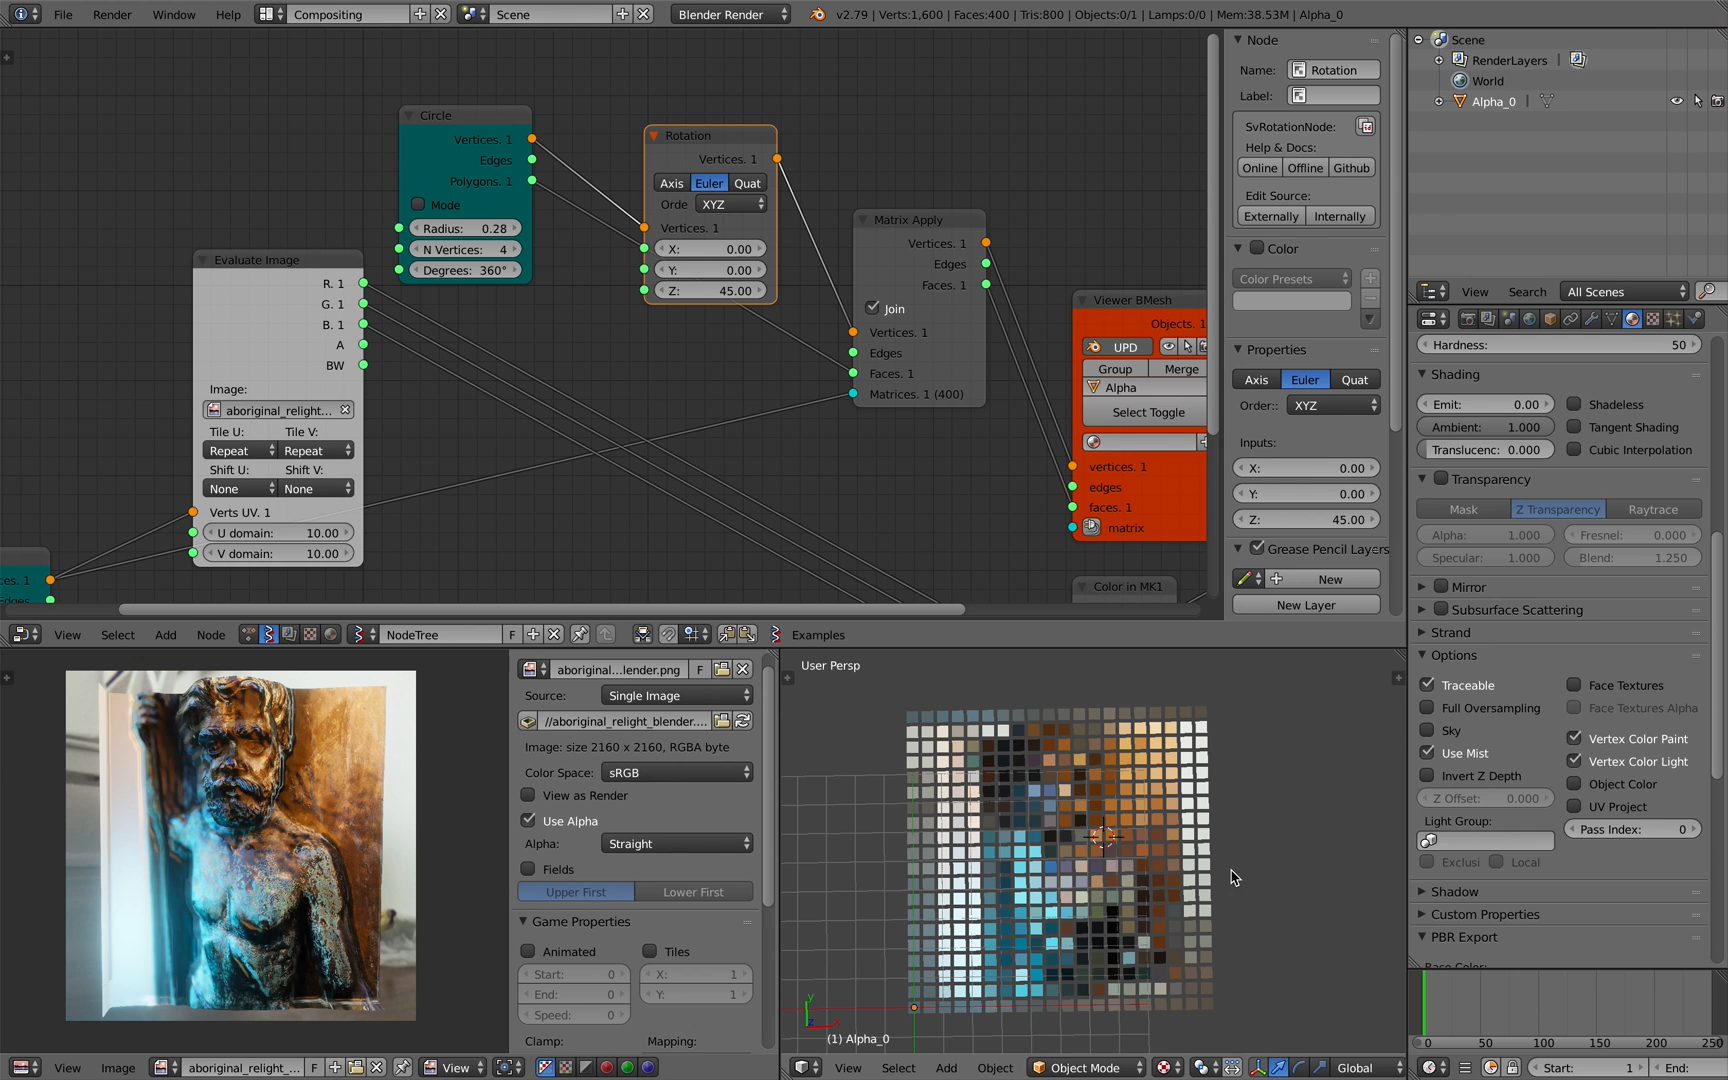 File Render Window Help Compositing Scene Blender Render v2.79 | Verts:1,600 | Faces:400 | Tris:800 | Objects:0/1 | Lamps:0/0 | Mem:38.53M | Alpha_0
Circle
Vertices. 1
Edges
Polygons. 1
Mode
Radius: 0.28
N Vertices: 4
Degrees: 360°
Rotation
Vertices. 1
Axis Euler Quat
Orde XYZ
Vertices. 1
X: 0.00
Y: 0.00
Z: 45.00
Matrix Apply
Vertices. 1
Edges
Faces. 1
Join
Vertices. 1
Edges
Faces. 1
Matrices. 1 (400)
Evaluate Image
R. 1
G. 1
B. 1
A
BW
Image:
aboriginal_relight...
Tile U: Tile V:
Repeat Repeat
Shift U: Shift V:
None None
Verts UV. 1
U domain: 10.00
V domain: 10.00
ces. 1
Edges
Viewer BMesh
Objects. 1
UPD
Group Merge
Alpha
Select Toggle
vertices. 1
edges
faces. 1
matrix
Color in MK1
Node
Name: Rotation
Label:
SvRotationNode:
Help & Docs:
Online Offline Github
Edit Source:
Externally Internally
Color
Color Presets
Properties
Axis Euler Quat
Order:: XYZ
Inputs:
X: 0.00
Y: 0.00
Z: 45.00
Grease Pencil Layers
New
New Layer
Scene
RenderLayers |
World
Alpha_0 |
View Search All Scenes
Hardness: 50
Shading
Emit: 0.00 Shadeless
Ambient: 1.000 Tangent Shading
Translucenc: 0.000 Cubic Interpolation
Transparency
Mask Z Transparency Raytrace
Alpha: 1.000 Fresnel: 0.000
Specular: 1.000 Blend: 1.250
Mirror
Subsurface Scattering
Strand
Options
Traceable Face Textures
Full Oversampling Face Textures Alpha
Sky
Use Mist Vertex Color Paint
Vertex Color Light
Invert Z Depth Object Color
Z Offset: 0.000 UV Project
Light Group: Pass Index: 0
Exclusi Local
Shadow
Custom Properties
PBR Export
View Select Add Node NodeTree F Examples
aboriginal...lender.png F
Source: Single Image
//aboriginal_relight_blender....
Image: size 2160 x 2160, RGBA byte
Color Space: sRGB
View as Render
Use Alpha
Alpha: Straight
Fields
Upper First Lower First
Game Properties
Animated Tiles
Start: 0 X: 1
End: 0 Y: 1
Speed: 0
Clamp: Mapping:
User Persp
y
(1) Alpha_0
0 50 100 150 200 250
View Image aboriginal_relight_... F View
View Select Add Object Object Mode Global
Start: 1 End: